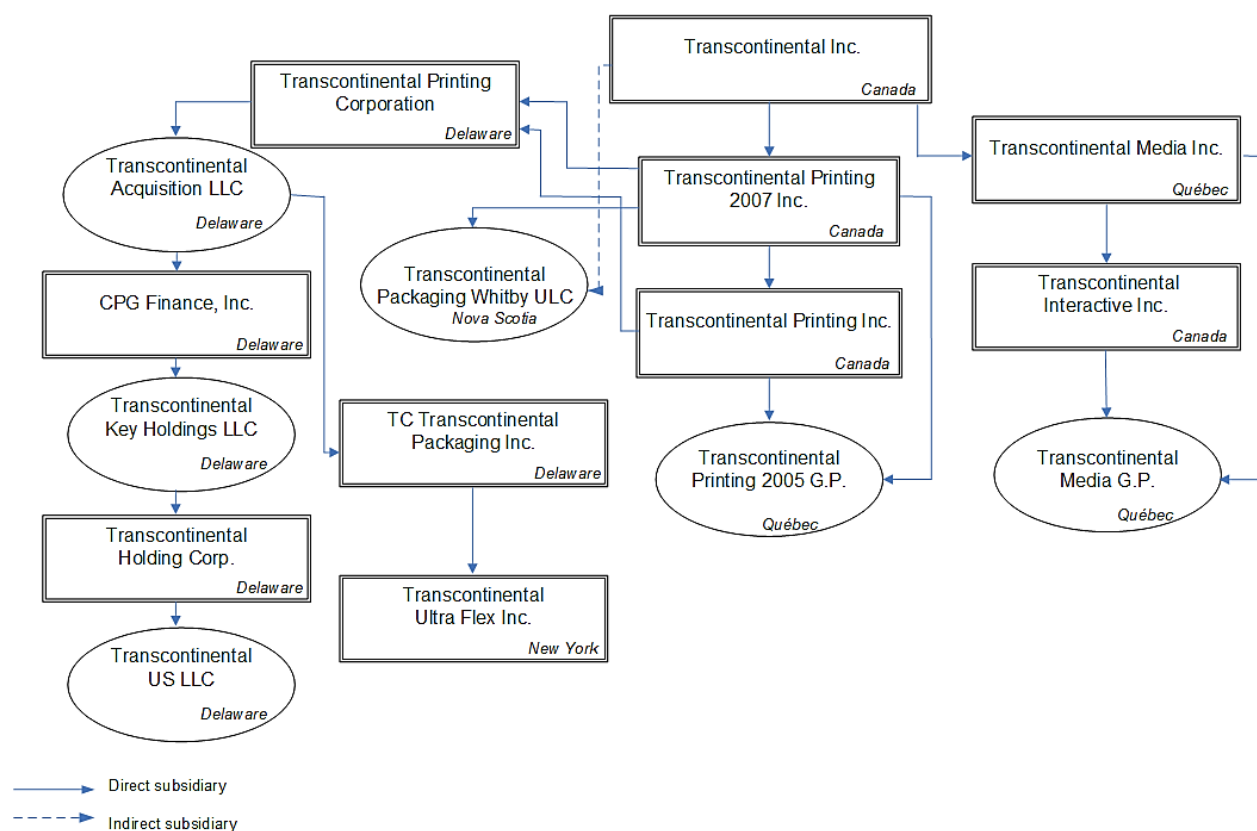 Transcontinental Inc.
Canada
Transcontinental Printing
Corporation
Delaware
Transcontinental Media Inc.
Québec
Transcontinental
Acquisition LLC
Delaware
Transcontinental Printing
2007 Inc.
Canada
Transcontinental
Packaging Whitby ULC
Nova Scotia
CPG Finance, Inc.
Delaware
Transcontinental Printing Inc.
Canada
Transcontinental
Interactive Inc.
Canada
Transcontinental
Key Holdings LLC
Delaware
TC Transcontinental
Packaging Inc.
Delaware
Transcontinental
Printing 2005 G.P.
Québec
Transcontinental
Media G.P.
Québec
Transcontinental
Holding Corp.
Delaware
Transcontinental
Ultra Flex Inc.
New York
Transcontinental
US LLC
Delaware
Direct subsidiary
Indirect subsidiary